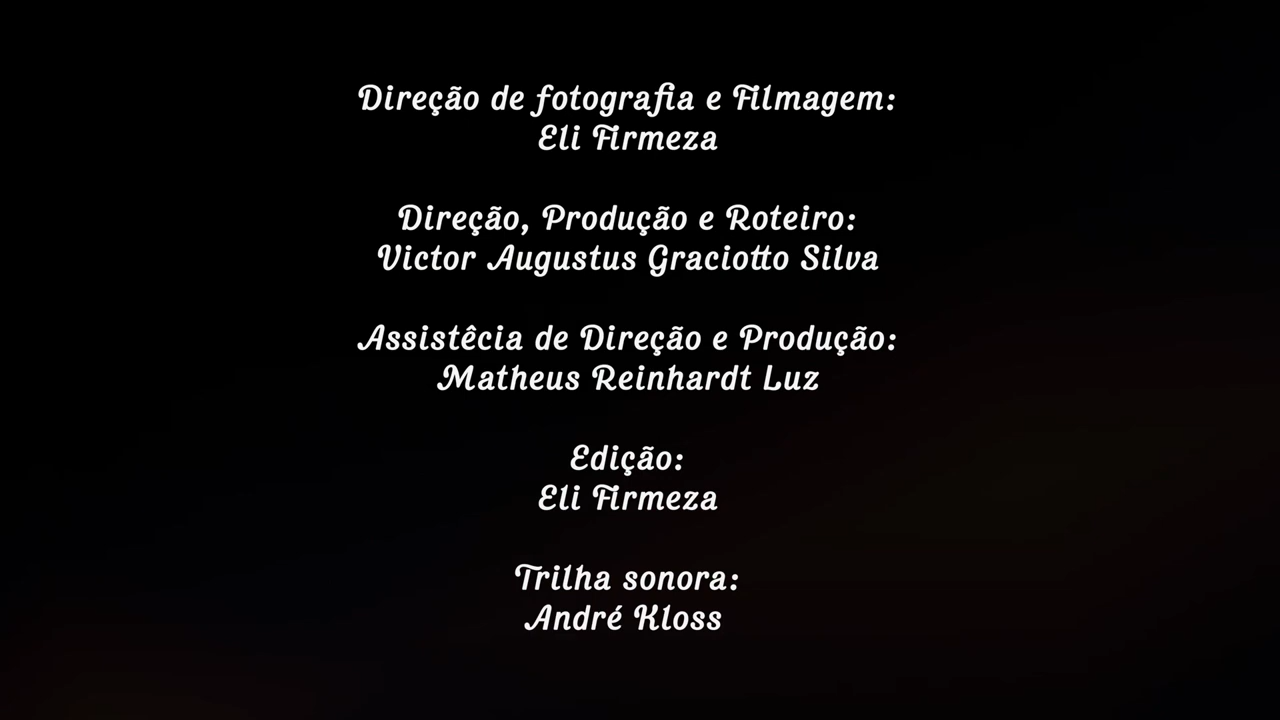 Direção de fotografia e Filmagem:
Eli Firmeza
Direção, Produção e Roteiro:
Victor Augustus Graciotto Silva
Assistêcia de Direção e Produção:
Matheus Reinhardt Luz
Edição:
Eli Firmeza
Trilha sonora:
André Kloss